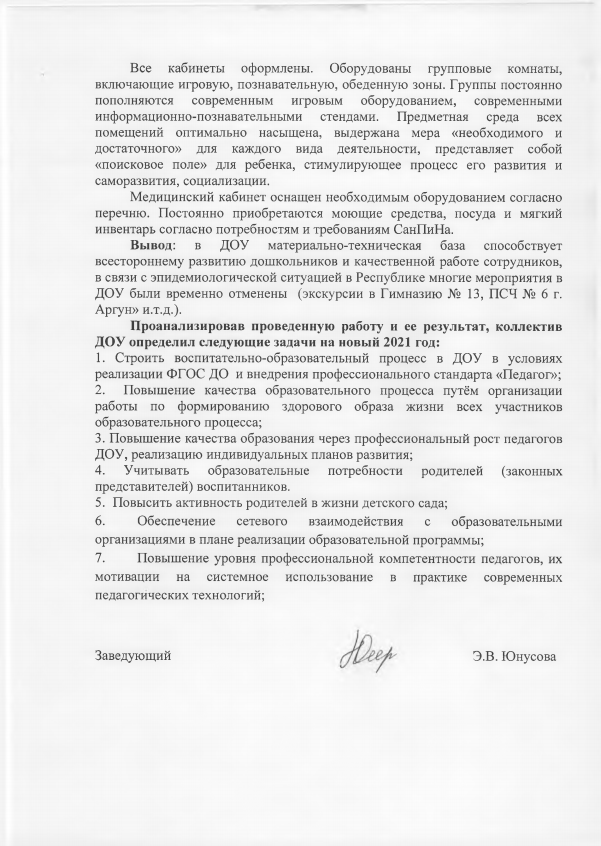 Все кабинеты оформлены. Оборудованы групповые комнаты,
включающие игровую, познавательную, обеденную зоны. Группы постоянно
пополняются современным игровым оборудованием, современными
информационно-познавательными стендами. Предметная среда всех
помещений оптимально насыщена, выдержана мера «необходимого и
достаточного» для каждого вида деятельности, представляет собой
«поисковое поле» для ребенка, стимулирующее процесс его развития и
саморазвития, социализации.
Медицинский кабинет оснащен необходимым оборудованием согласно
перечню. Постоянно приобретаются моющие средства, посуда и мягкий
инвентарь согласно потребностям и требованиям СанПиНа.
Вывод: в ДОУ материально-техническая база способствует
всестороннему развитию дошкольников и качественной работе сотрудников,
в связи с эпидемиологической ситуацией в Республике многие мероприятия в
ДОУ были временно отменены (экскурсии в Гимназию № 13, ПСЧ № 6 г.
Аргун» и.т.д.).
Проанализировав проведенную работу и ее результат, коллектив
ДОУ определил следующие задачи на новый 2021 год:
1. Строить воспитательно-образовательный процесс в ДОУ в условиях
реализации ФГОС ДО и внедрения профессионального стандарта «Педагог»;
2. Повышение качества образовательного процесса путём организации
работы по формированию здорового образа жизни всех участников
образовательного процесса;
3. Повышение качества образования через профессиональный рост педагогов
ДОУ, реализацию индивидуальных планов развития;
4. Учитывать образовательные потребности родителей (законных
представителей) воспитанников.
5. Повысить активность родителей в жизни детского сада;
6. Обеспечение сетевого взаимодействия с образовательными
организациями в плане реализации образовательной программы;
7. Повышение уровня профессиональной компетентности педагогов, их
мотивации на системное использование в практике современных
педагогических технологий;
Заведующий Э.В. Юнусова